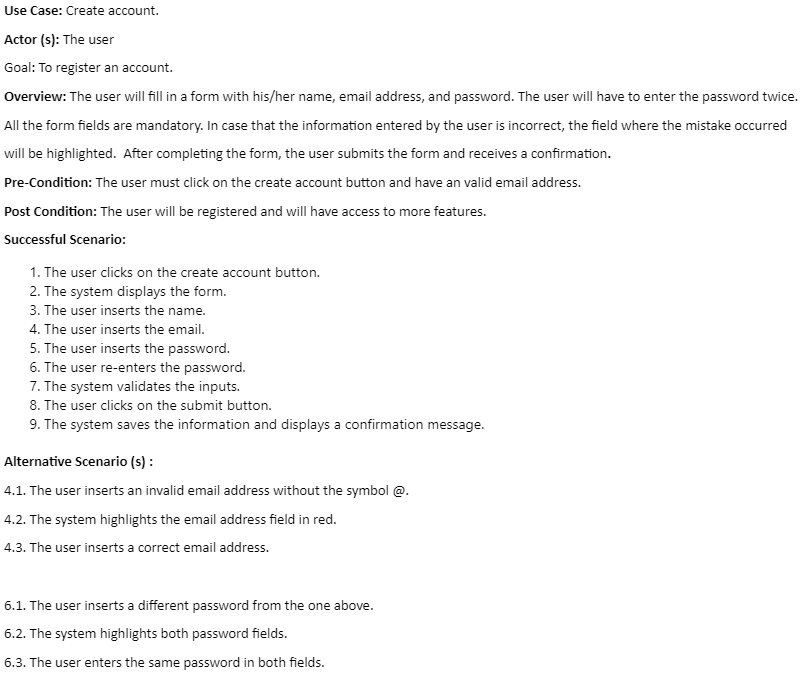 Use Case: Create account.
Actor (s): The user
Goal: To register an account.
Overview: The user will fill in a form with his/her name, email address, and password. The user will have to enter the password twice.
All the form fields are mandatory. In case that the information entered by the user is incorrect, the field where the mistake occurred
will be highlighted.  After completing the form, the user submits the form and receives a confirmation.
Pre-Condition: The user must click on the create account button and have an valid email address.
Post Condition: The user will be registered and will have access to more features.
Successful Scenario:
1. The user clicks on the create account button.
2. The system displays the form.
3. The user inserts the name.
4. The user inserts the email.
5. The user inserts the password.
6. The user re-enters the password.
7. The system validates the inputs.
8. The user clicks on the submit button.
9. The system saves the information and displays a confirmation message.
Alternative Scenario (s) :
4.1. The user inserts an invalid email address without the symbol @.
4.2. The system highlights the email address field in red.
4.3. The user inserts a correct email address.
6.1. The user inserts a different password from the one above.
6.2. The system highlights both password fields.
6.3. The user enters the same password in both fields.